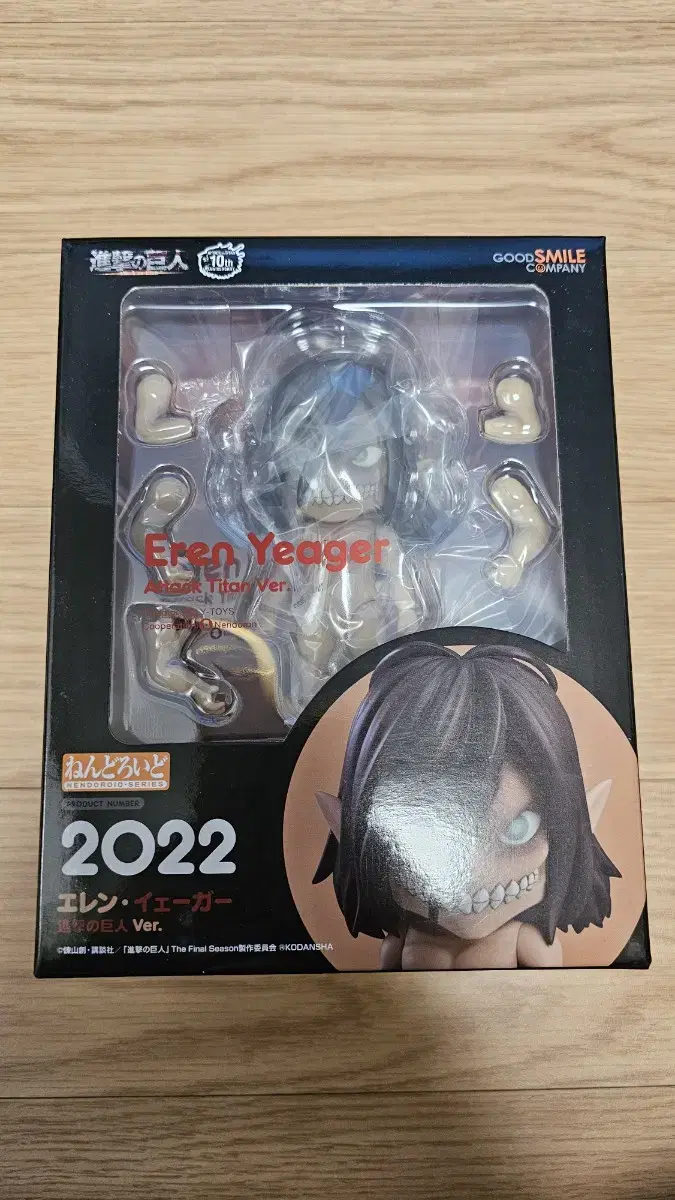 進撃の巨人
10th
GOOD SMILE
COMPANY
Eren Yeager
Attack Titan Ver.
ねんどろいど
NENDOROID-SERIES
PRODUCT NUMBER
2022
エレン・イェーガー
進撃の巨人 Ver.
©諫山創・講談社/「進撃の巨人」The Final Season製作委員会 ⓇKODANSHA